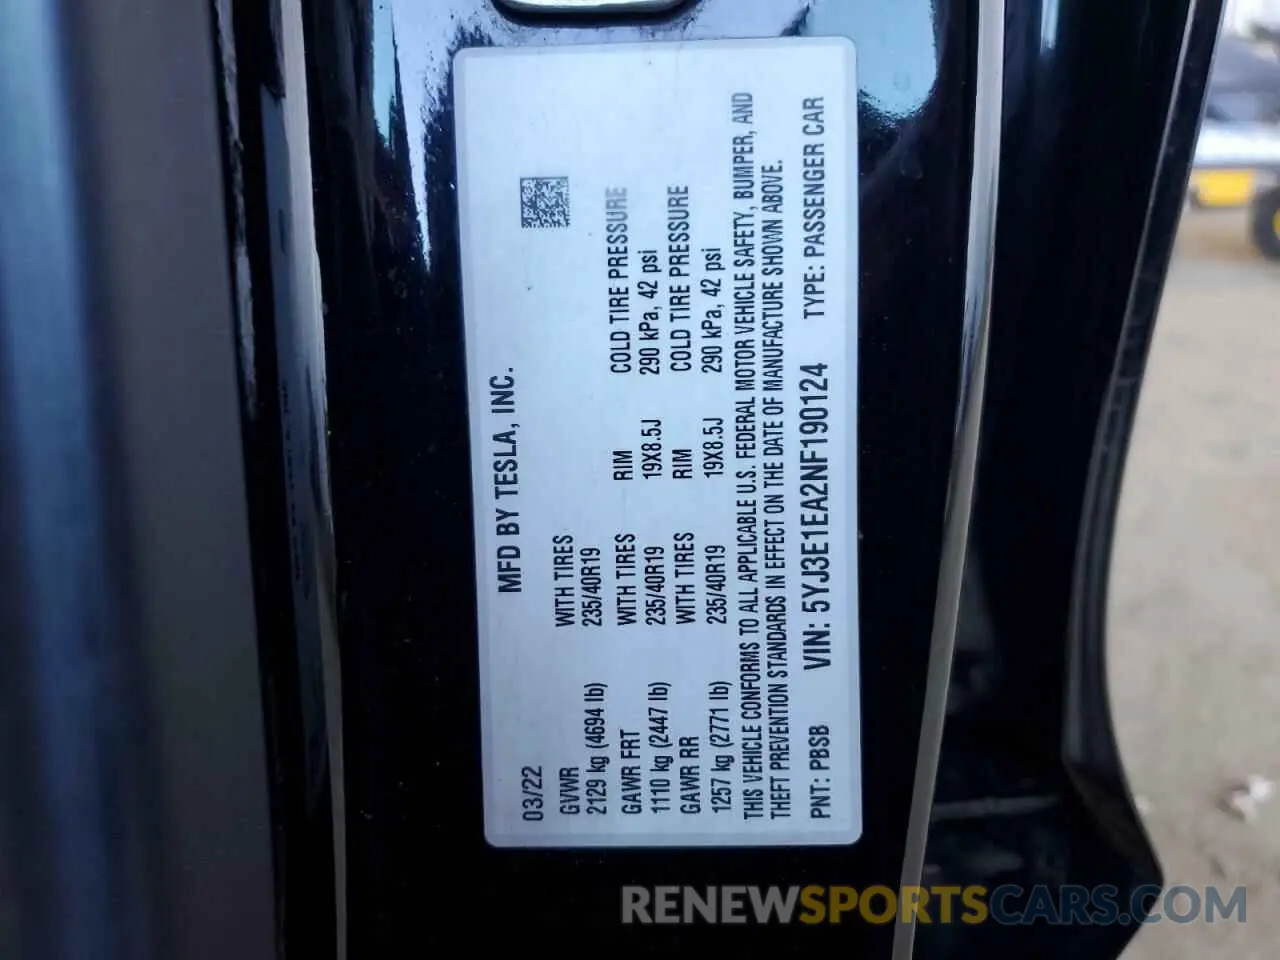 MFD BY TESLA, INC.
03/22
GVWR WITH TIRES
2129 kg (4694 lb) 235/40R19
GAWR FRT WITH TIRES RIM COLD TIRE PRESSURE
1110 kg (2447 lb) 235/40R19 19X8.5J 290 kPa, 42 psi
GAWR RR WITH TIRES RIM COLD TIRE PRESSURE
1257 kg (2771 lb) 235/40R19 19X8.5J 290 kPa, 42 psi
THIS VEHICLE CONFORMS TO ALL APPLICABLE U.S. FEDERAL MOTOR VEHICLE SAFETY, BUMPER, AND
THEFT PREVENTION STANDARDS IN EFFECT ON THE DATE OF MANUFACTURE SHOWN ABOVE.
PNT: PBSB VIN: 5YJ3E1EA2NF190124 TYPE: PASSENGER CAR
RENEWSPORTSCARS.COM